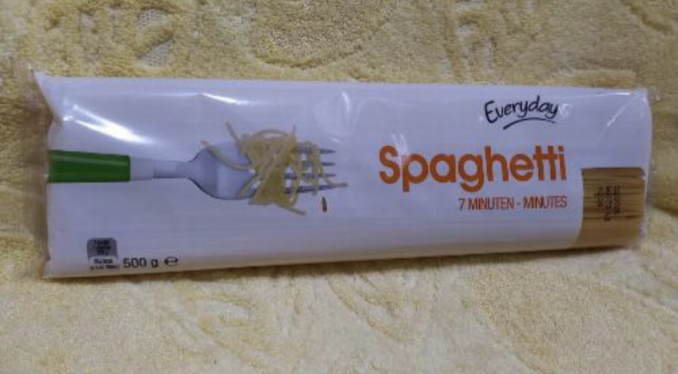 Everyday
Spaghetti
7 MINUTEN - MINUTES
500 g ℮